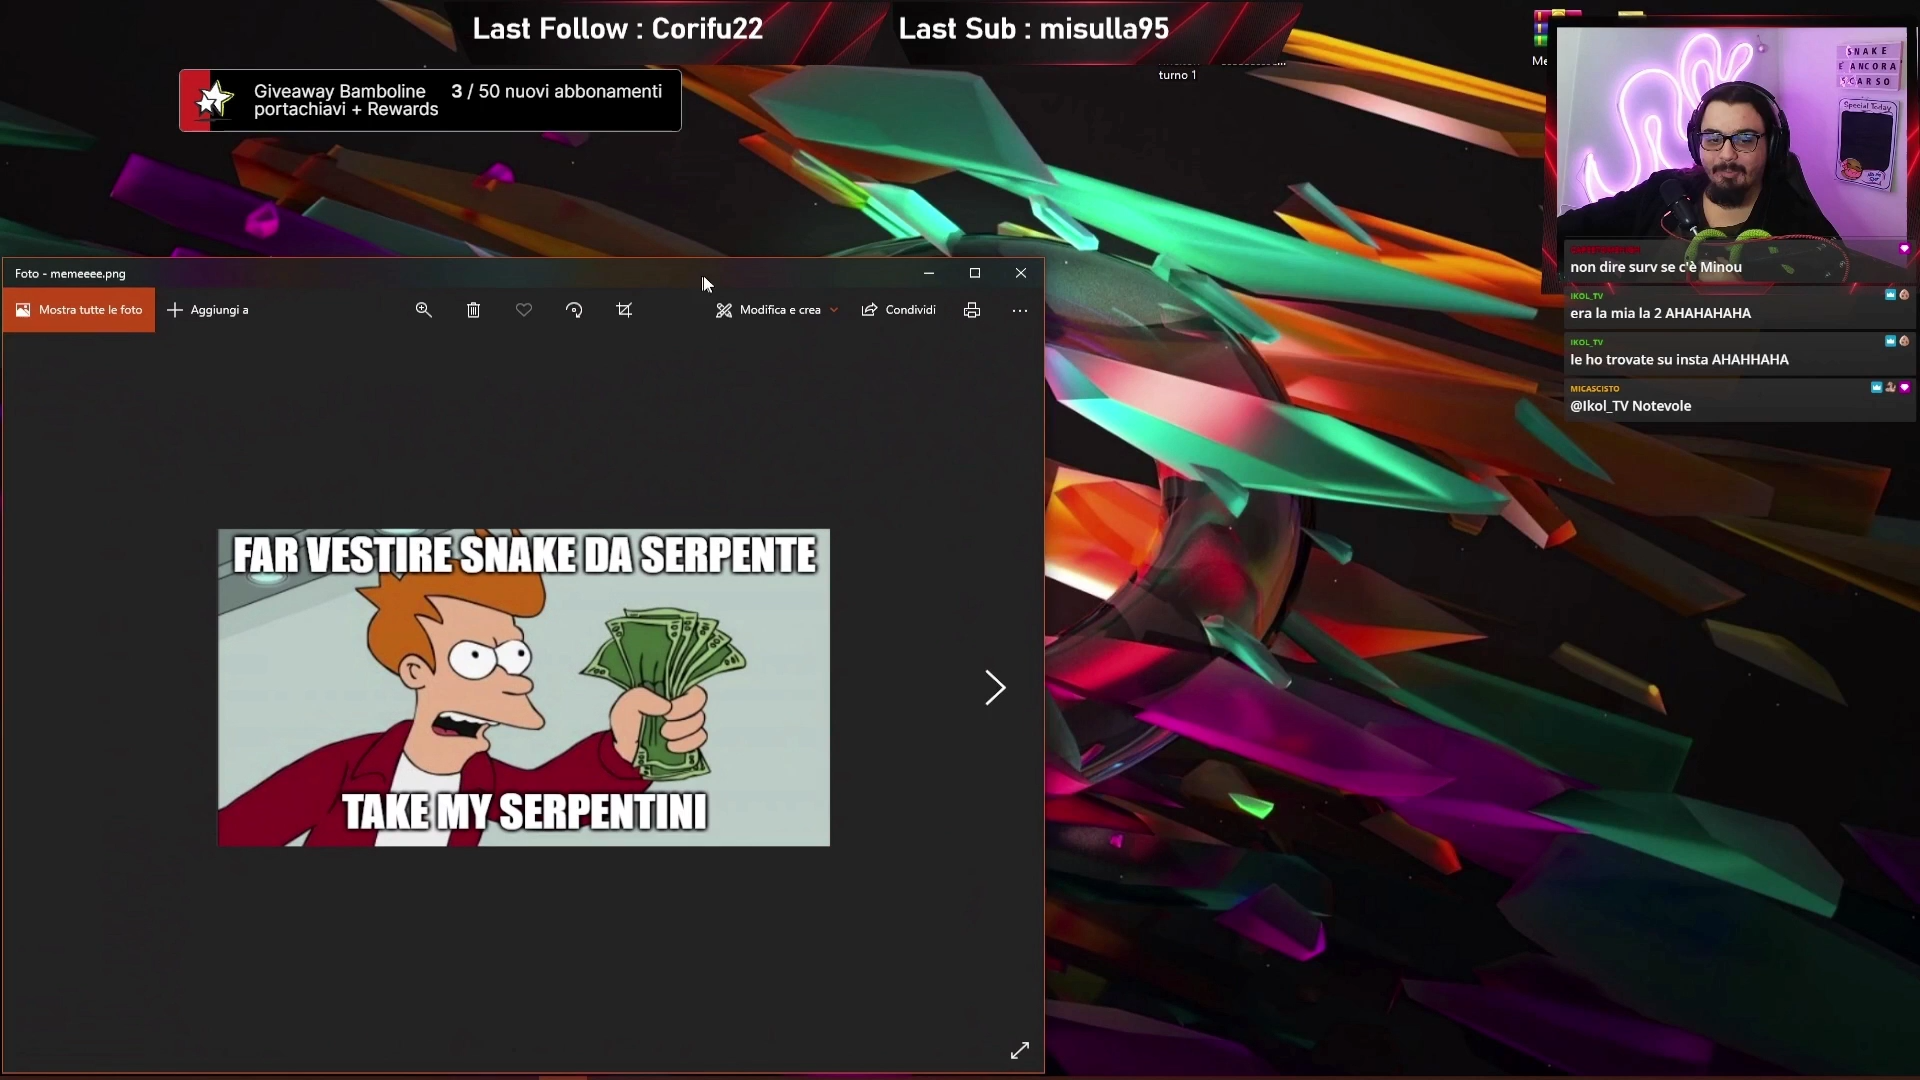 Last Follow : Corifu22
Last Sub : misulla95
Giveaway Bamboline 3 / 50 nuovi abbonamenti
portachiavi + Rewards
turno 1
Me
SNAKE
È ANCORA
SCARSO
Special Today
non dire surv se c'è Minou
IKOL_TV
era la mia la 2 AHAHAHAHA
IKOL_TV
le ho trovate su insta AHAHHAHA
MICASCISTO
@Ikol_TV Notevole
Foto - memeeee.png
Mostra tutte le foto
Aggiungi a
Modifica e crea
Condividi
FAR VESTIRE SNAKE DA SERPENTE
TAKE MY SERPENTINI